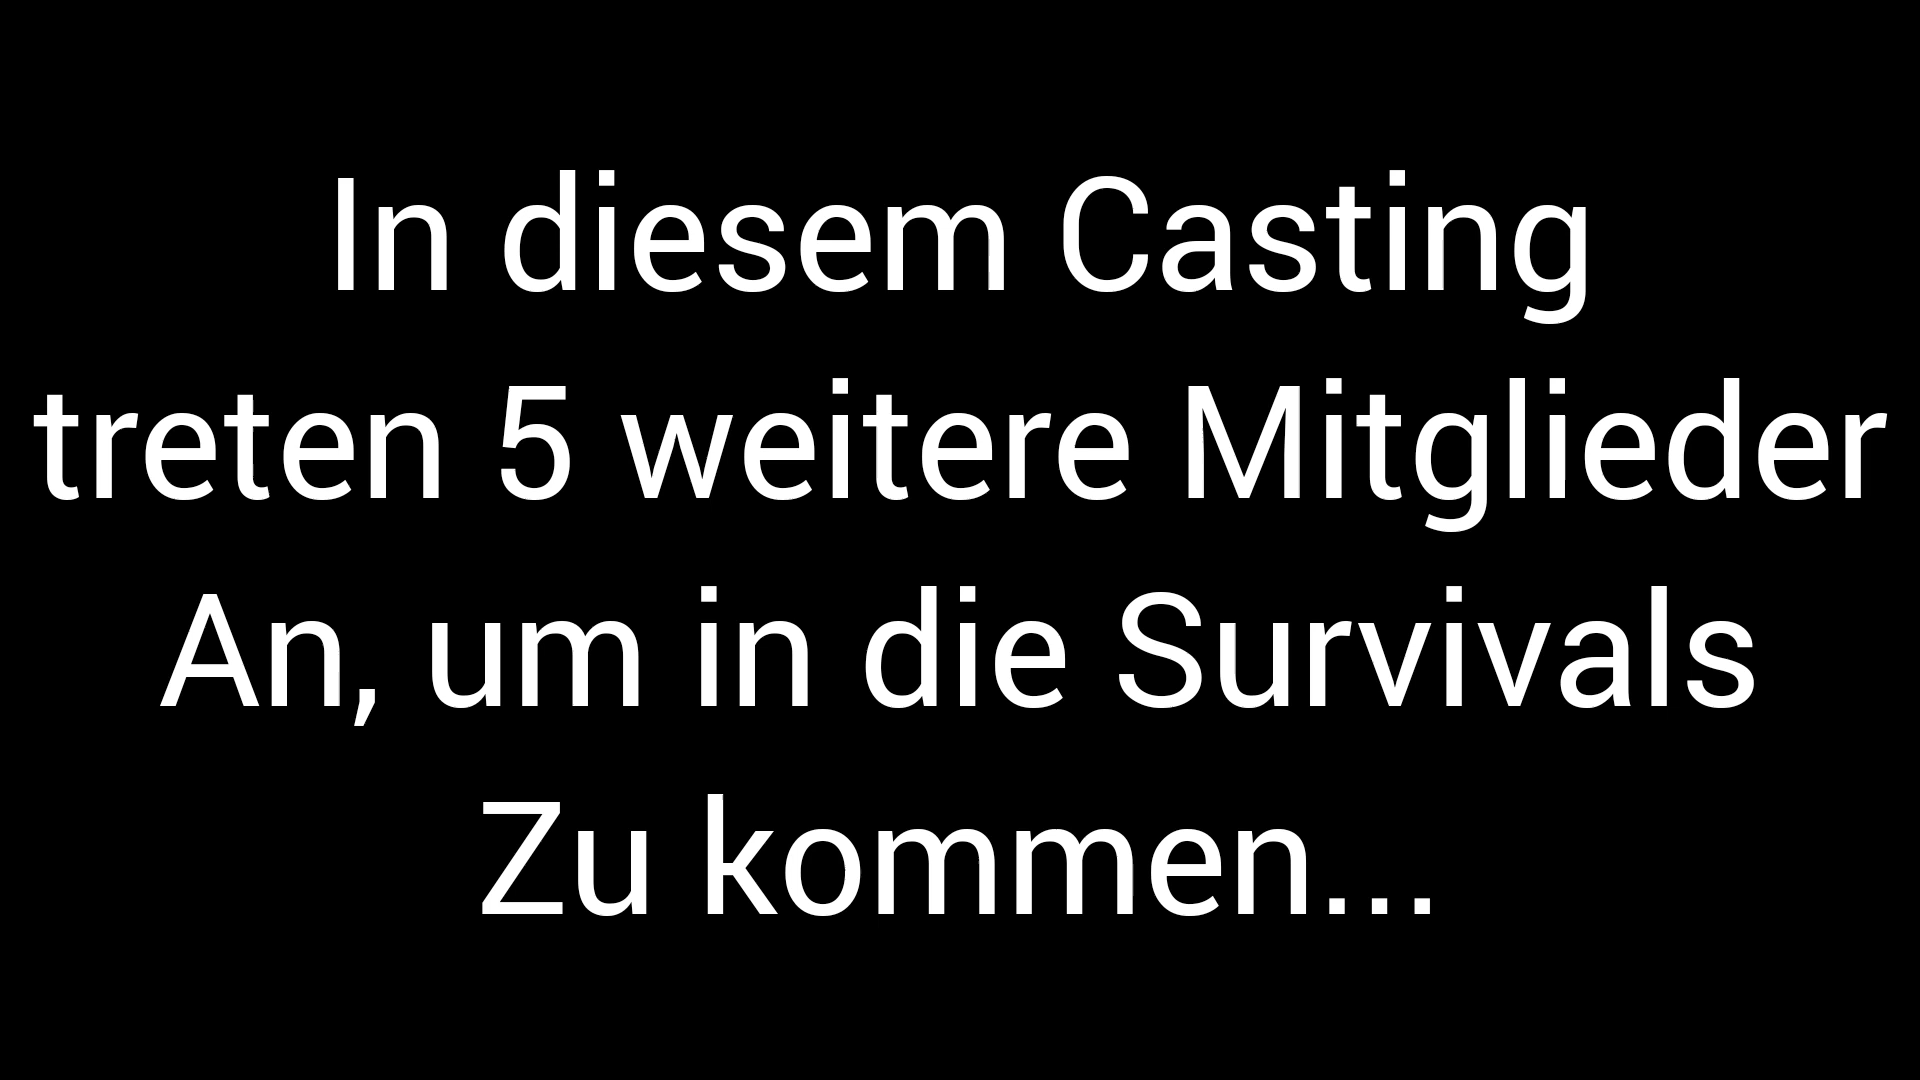 In diesem Casting
treten 5 weitere Mitglieder
An, um in die Survivals
Zu kommen...